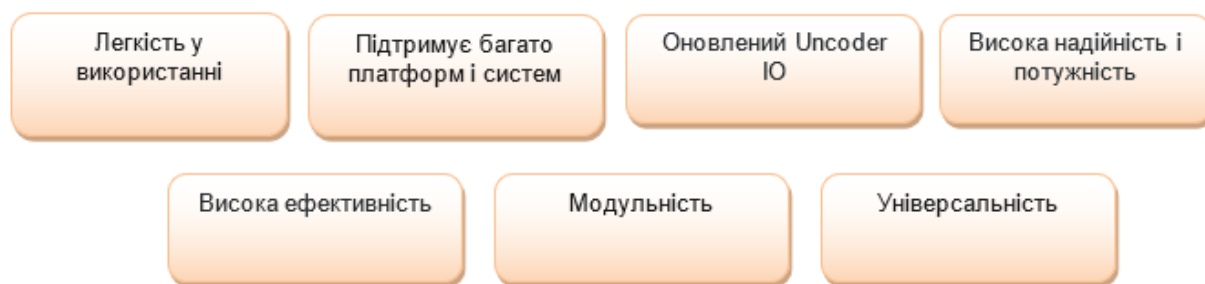 Легкість у
використанні
Підтримує багато
платформ і систем
Оновлений Uncoder
IO
Висока надійність і
потужність
Висока ефективність
Модульність
Універсальність